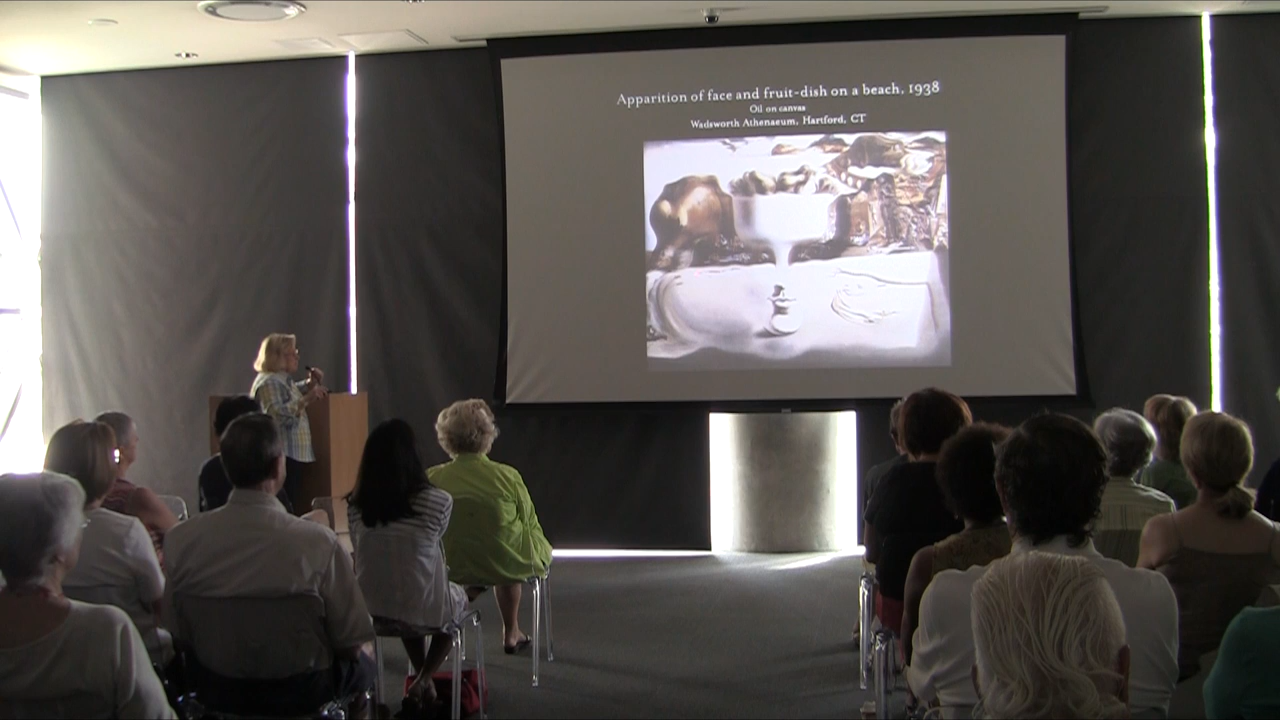 Apparition of face and fruit-dish on a beach, 1938
Oil on canvas
Wadsworth Athenaeum, Hartford, CT